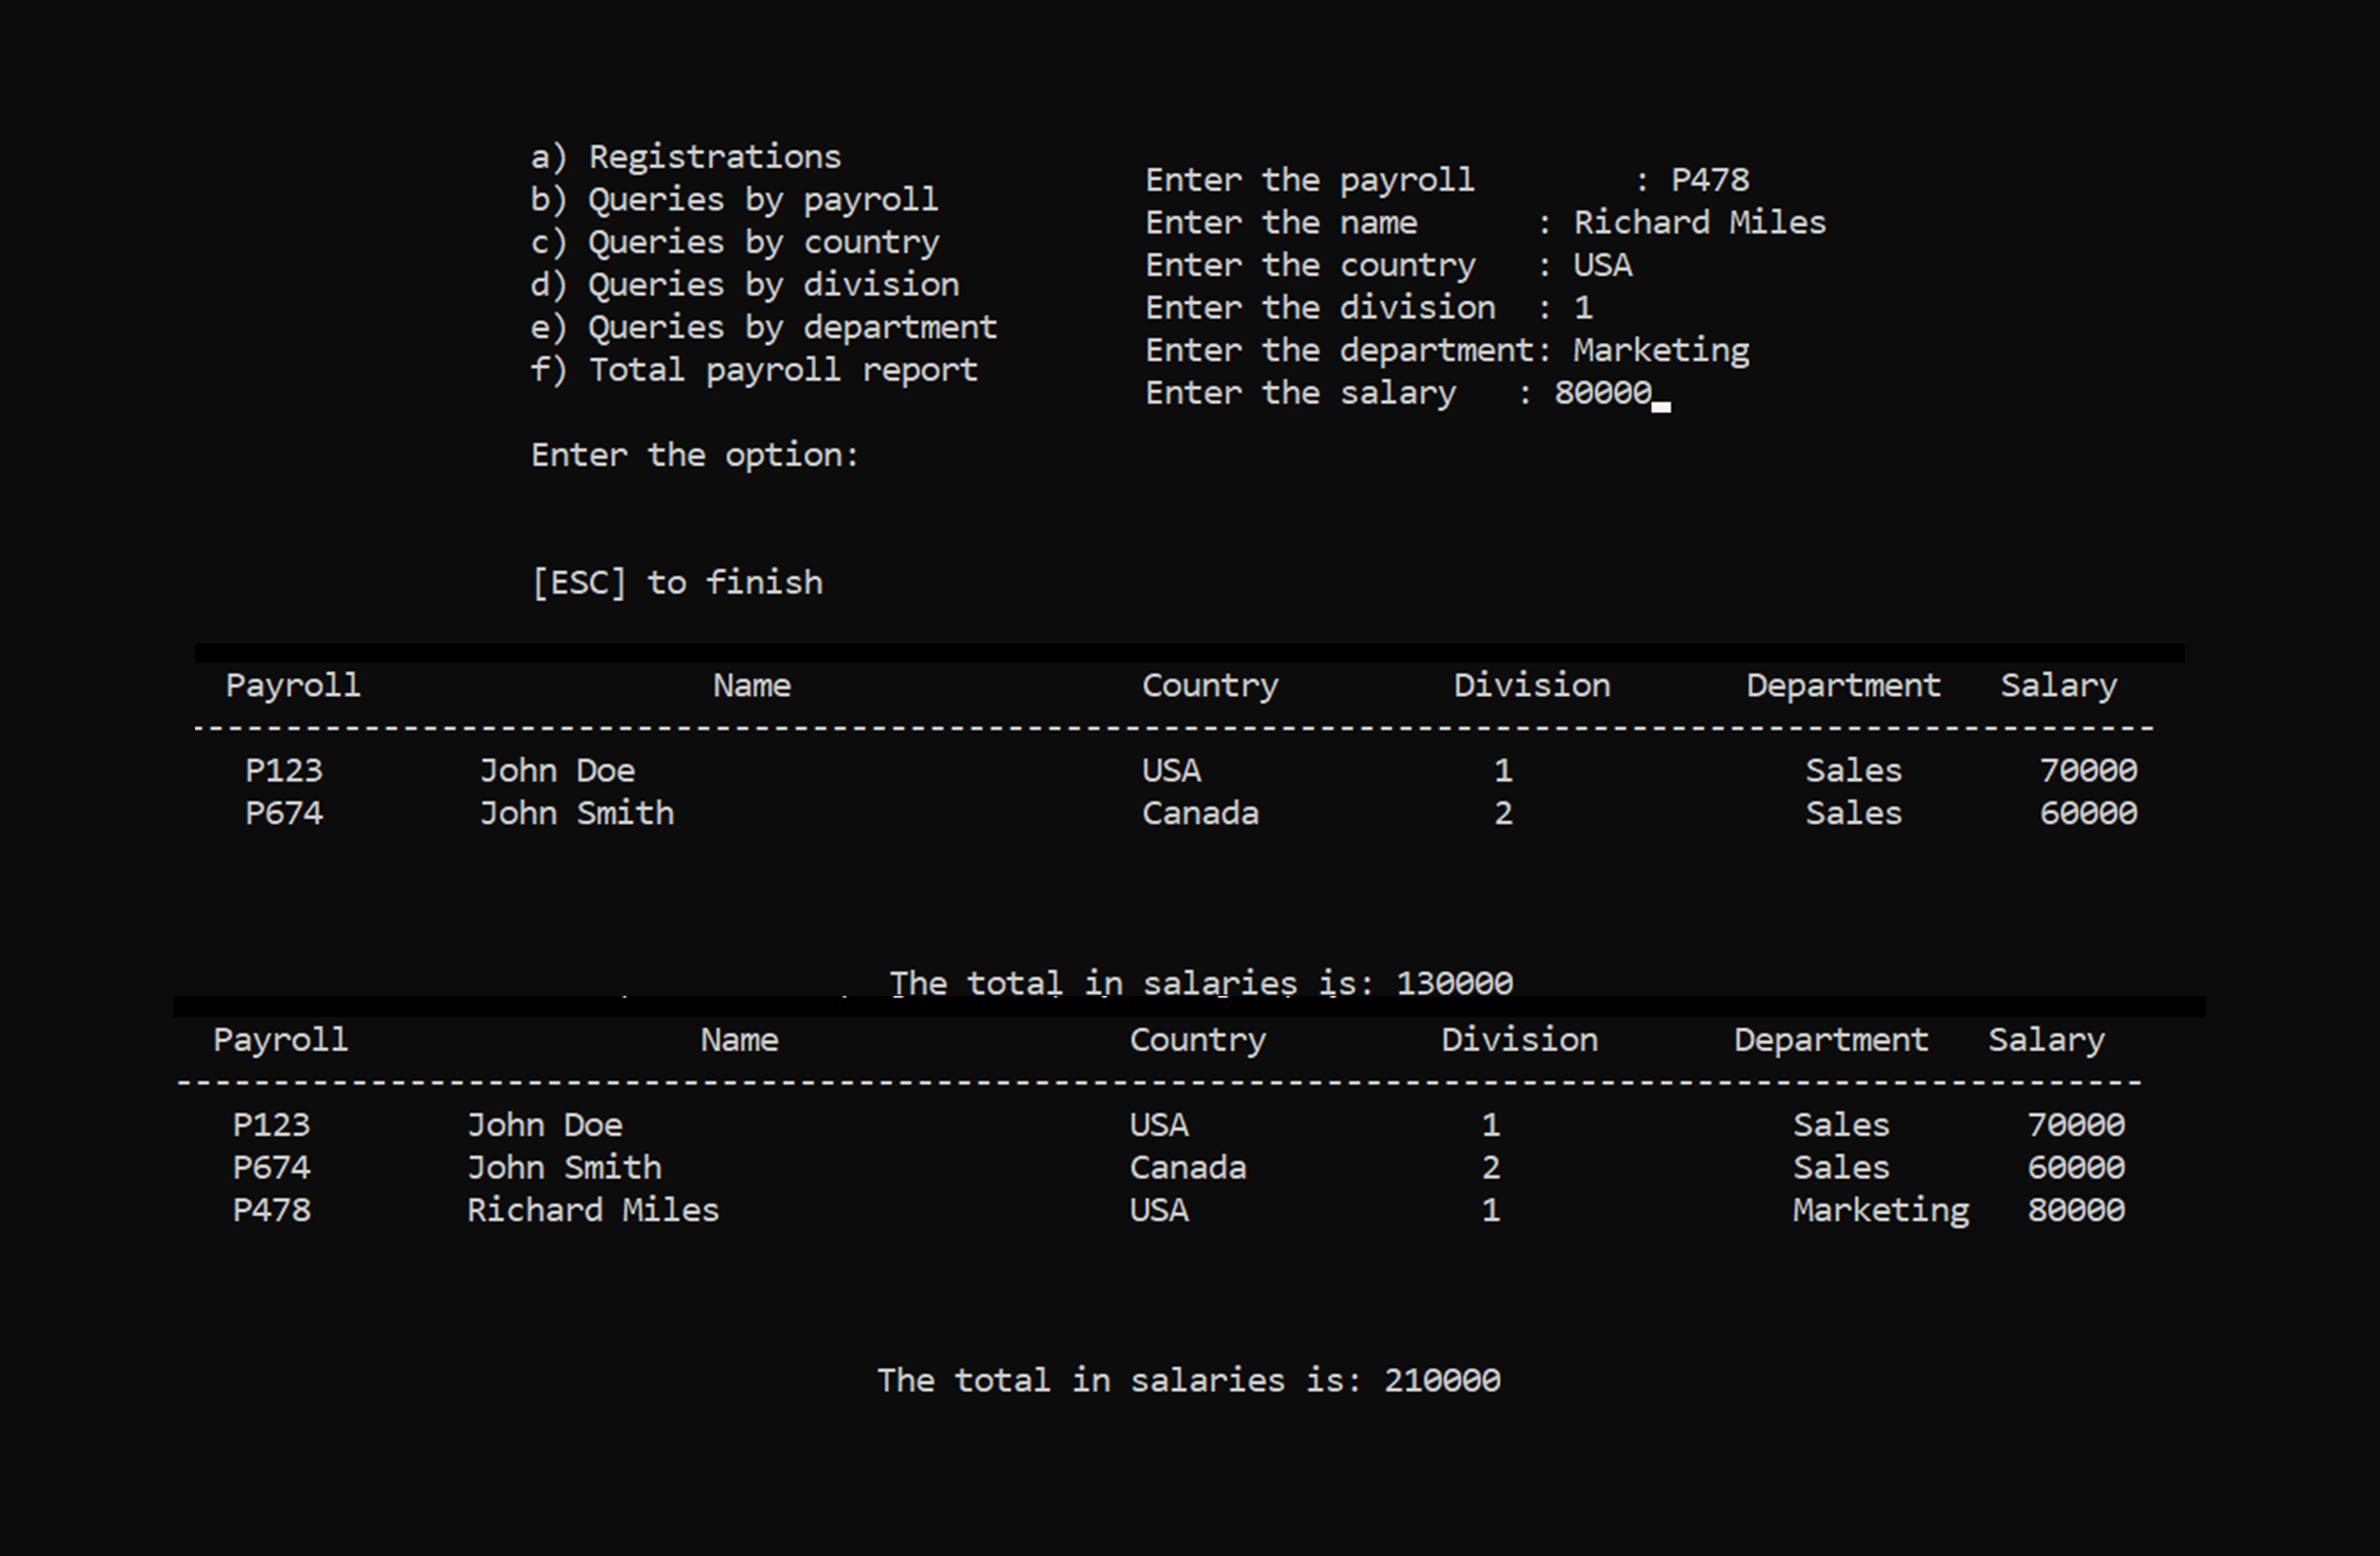 a) Registrations
b) Queries by payroll
c) Queries by country
d) Queries by division
e) Queries by department
f) Total payroll report
Enter the option:
[ESC] to finish
Enter the payroll        : P478
Enter the name      : Richard Miles
Enter the country   : USA
Enter the division  : 1
Enter the department: Marketing
Enter the salary   : 80000
Payroll Name Country Division Department Salary
-----------------------------------------------------------------------------------------------------
P123 John Doe USA 1 Sales 70000
P674 John Smith Canada 2 Sales 60000
The total in salaries is: 130000
Payroll Name Country Division Department Salary
-----------------------------------------------------------------------------------------------------
P123 John Doe USA 1 Sales 70000
P674 John Smith Canada 2 Sales 60000
P478 Richard Miles USA 1 Marketing 80000
The total in salaries is: 210000